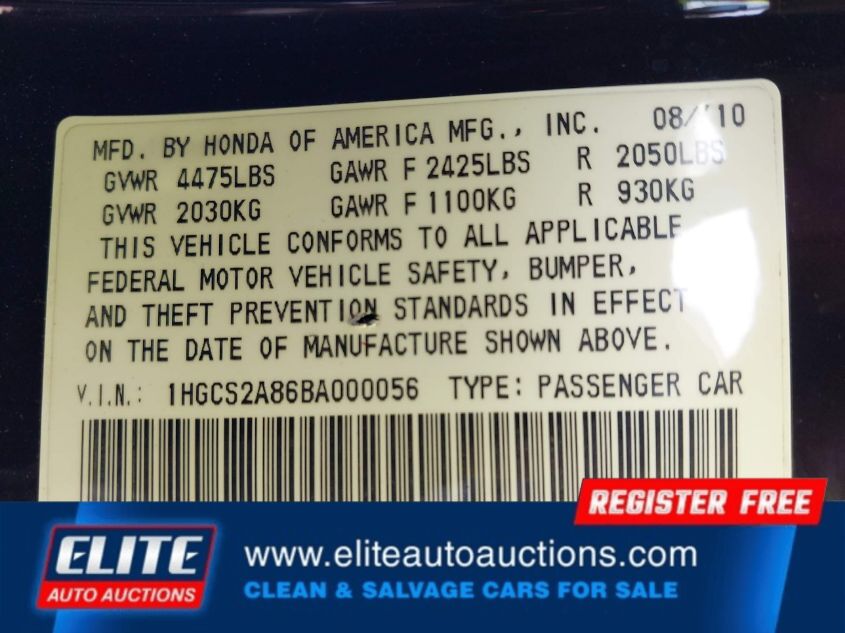 MFD. BY HONDA OF AMERICA MFG., INC. 08/10
GVWR 4475LBS GAWR F 2425LBS R 2050LBS
GVWR 2030KG GAWR F 1100KG R 930KG
THIS VEHICLE CONFORMS TO ALL APPLICABLE
FEDERAL MOTOR VEHICLE SAFETY, BUMPER,
AND THEFT PREVENTION STANDARDS IN EFFECT
ON THE DATE OF MANUFACTURE SHOWN ABOVE.
V.I.N.: 1HGCS2A86BA000056 TYPE: PASSENGER CAR
REGISTER FREE
ELITE
AUTO AUCTIONS
www.eliteautoauctions.com
CLEAN & SALVAGE CARS FOR SALE